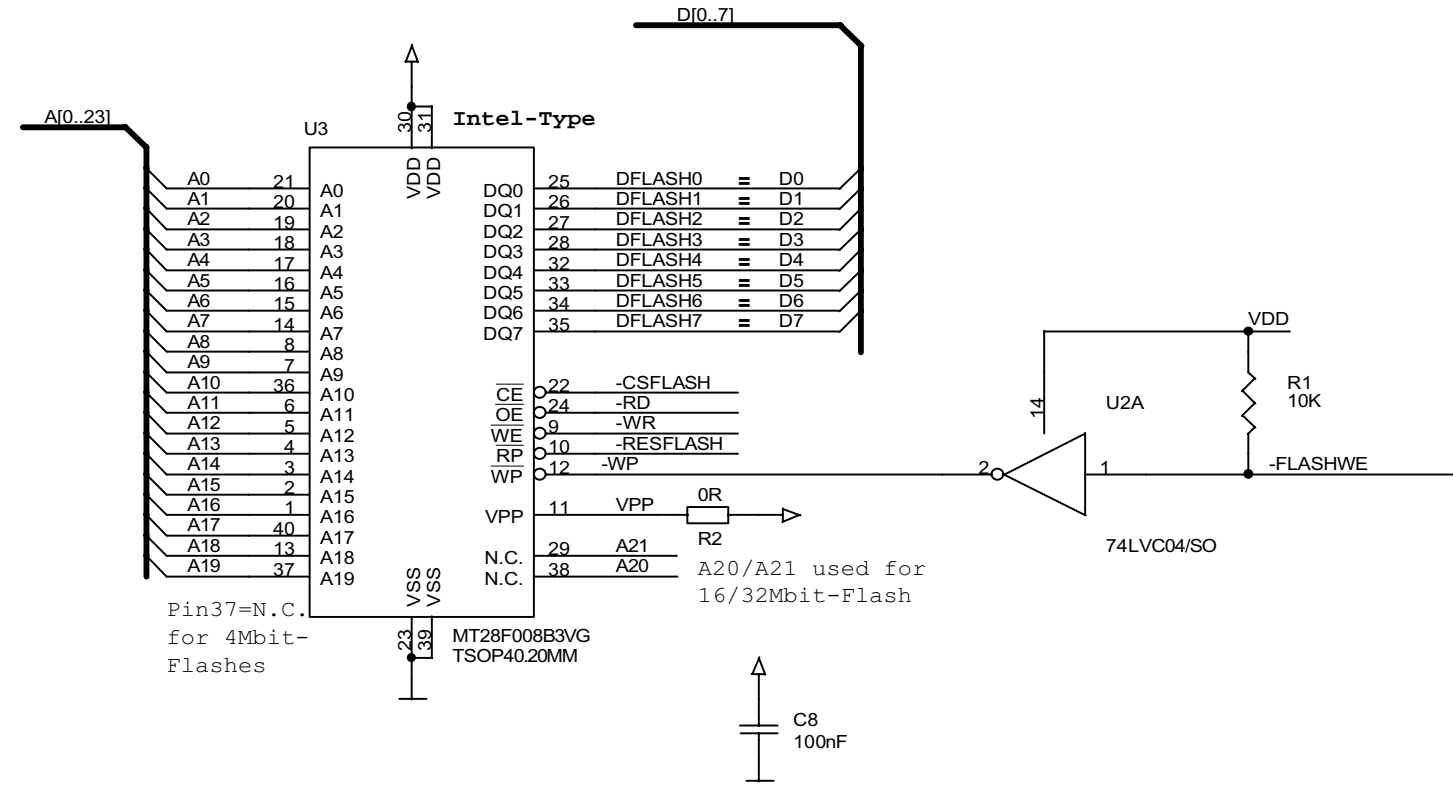 D[0..7]
A[0..23]
U3
30
31
Intel-Type
VDD
VDD
A0 21 A0
A1 20 A1
A2 19 A2
A3 18 A3
A4 17 A4
A5 16 A5
A6 15 A6
A7 14 A7
A8 8 A8
A9 7 A9
A10 36 A10
A11 6 A11
A12 5 A12
A13 4 A13
A14 3 A14
A15 2 A15
A16 1 A16
A17 40 A17
A18 13 A18
A19 37 A19
DQ0 25 DFLASH0 = D0
DQ1 26 DFLASH1 = D1
DQ2 27 DFLASH2 = D2
DQ3 28 DFLASH3 = D3
DQ4 32 DFLASH4 = D4
DQ5 33 DFLASH5 = D5
DQ6 34 DFLASH6 = D6
DQ7 35 DFLASH7 = D7
CE 22 -CSFLASH
OE 24 -RD
WE 9 -WR
RP 10 -RESFLASH
WP 12 -WP
VPP 11 VPP
0R
R2
N.C. 29 A21
N.C. 38 A20
A20/A21 used for
16/32Mbit-Flash
VSS
VSS
23
39
Pin37=N.C.
for 4Mbit-
Flashes
MT28F008B3VG
TSOP40.20MM
VDD
R1
10K
14
U2A
2
1
-FLASHWE
74LVC04/SO
C8
100nF